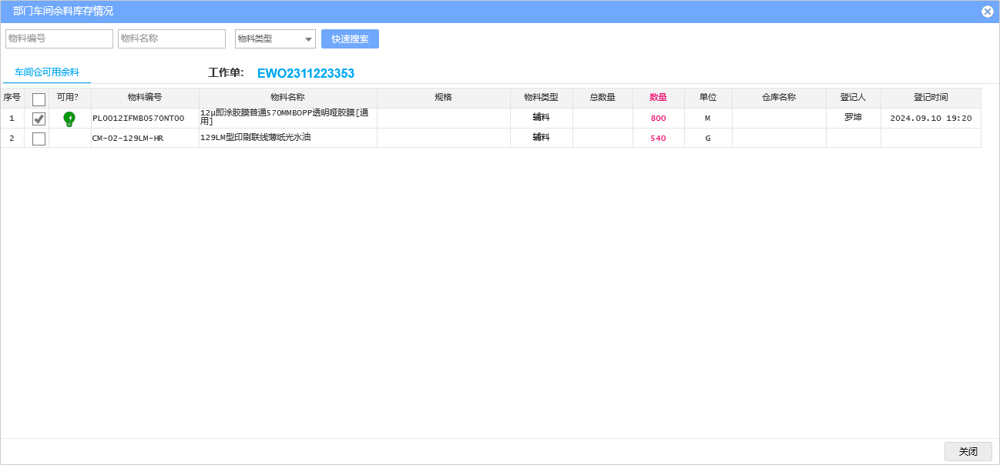 部门车间余料库存情况
物料编号 物料名称 物料类型 快速搜索
车间仓可用余料 工作单: EWO2311223353
序号 可用? 物料编号 物料名称 规格 物料类型 总数量 数量 单位 仓库名称 登记人 登记时间
1 PL0012IFMB0570NT00 12μ即涂胶膜普通570MMBOPP透明哑胶膜[通 辅料 800 M 罗坤 2024.09.10 19:20
用]
2 CM-02-129LM-HR 129LM型印刷联线薄纸光水油 辅料 540 G
关闭